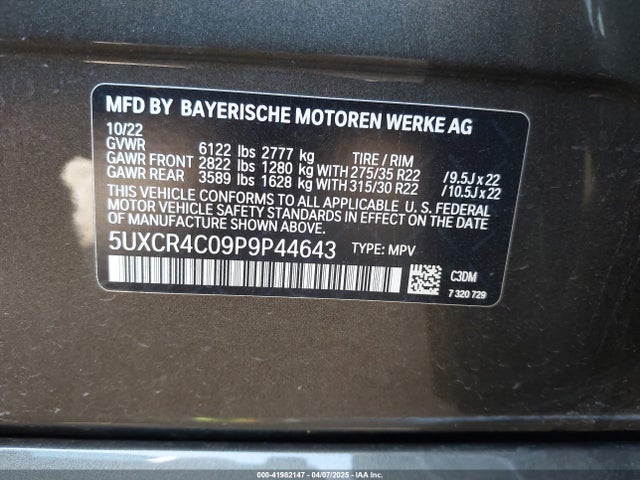 MFD BY BAYERISCHE MOTOREN WERKE AG
10/22
GVWR 6122 lbs 2777 kg TIRE / RIM
GAWR FRONT 2822 lbs 1280 kg WITH 275/35 R22 /9.5J x 22
GAWR REAR 3589 lbs 1628 kg WITH 315/30 R22 /10.5J x 22
THIS VEHICLE CONFORMS TO ALL APPLICABLE U. S. FEDERAL
MOTOR VEHICLE SAFETY STANDARDS IN EFFECT ON THE DATE
OF MANUFACTURE SHOWN ABOVE.
5UXCR4C09P9P44643 TYPE: MPV
C3DM
7 320 729
000-41982147 - 04/07/2025 - IAAI.COM